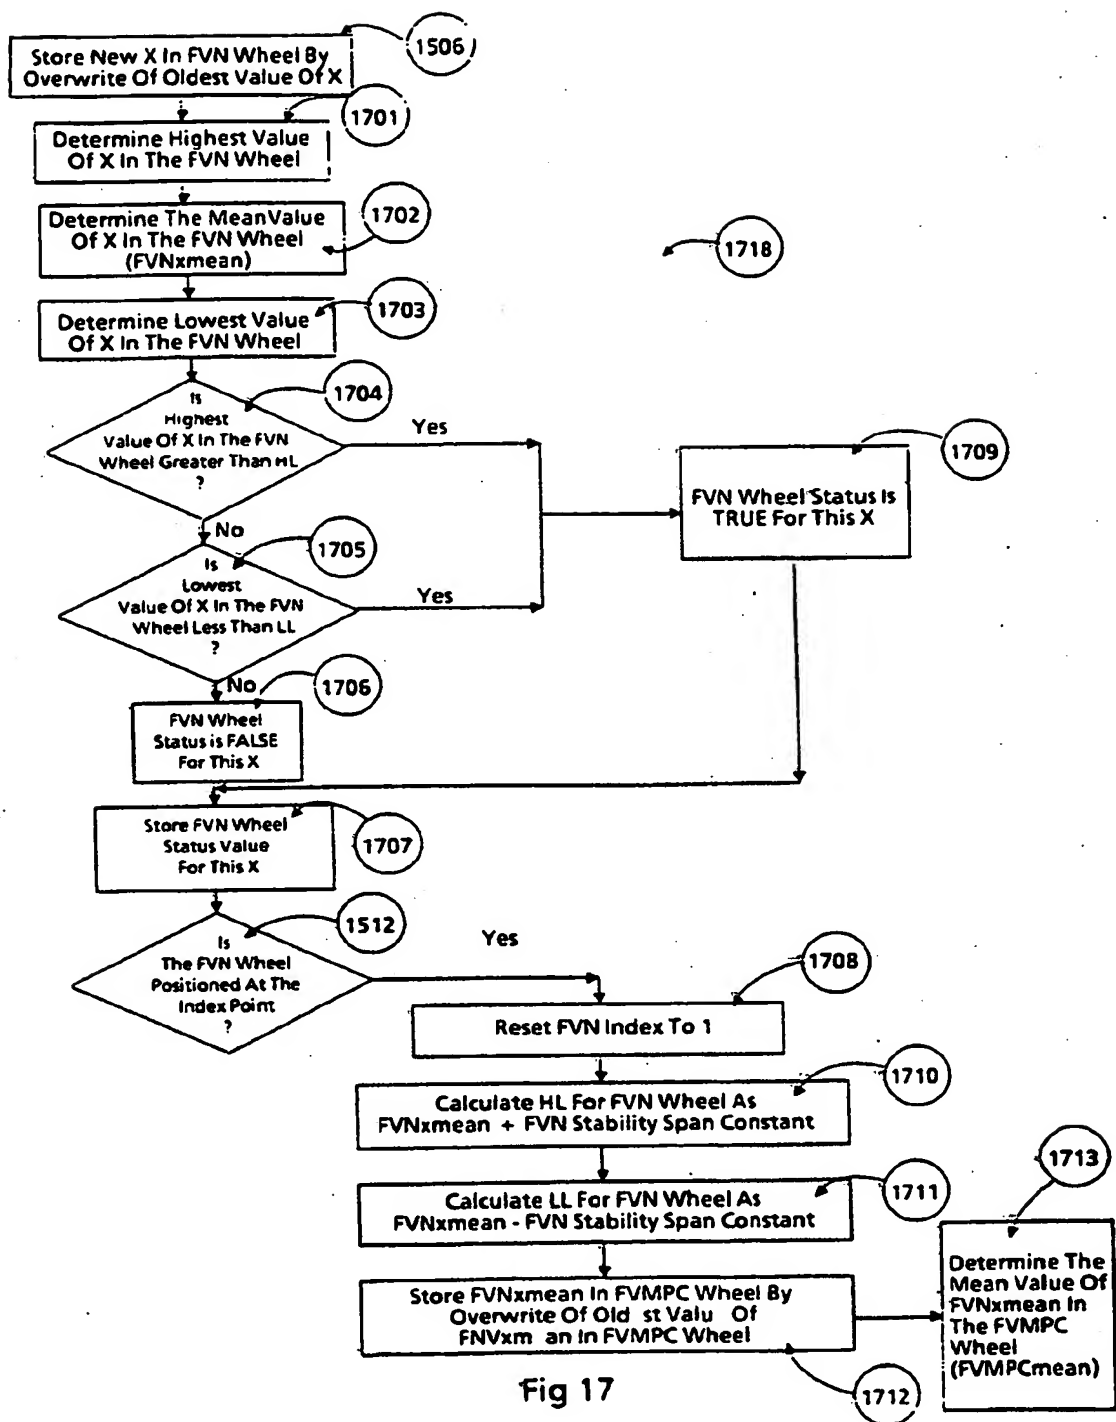 1506
Store New X In FVN Wheel By
Overwrite Of Oldest Value Of X
1701
Determine Highest Value
Of X In The FVN Wheel
1702
Determine The MeanValue
Of X In The FVN Wheel
(FVNxmean)
1718
1703
Determine Lowest Value
Of X In The FVN Wheel
1704
Is
Highest
Value Of X In The FVN
Wheel Greater Than HL
?
Yes
1709
FVN Wheel Status Is
TRUE For This X
No
1705
Is
Lowest
Value Of X In The FVN
Wheel Less Than LL
?
Yes
No
1706
FVN Wheel
Status is FALSE
For This X
Store FVN Wheel
Status Value
For This X
1707
1512
Is
The FVN Wheel
Positioned At The
Index Point
?
Yes
1708
Reset FVN Index To 1
1710
Calculate HL For FVN Wheel As
FVNxmean + FVN Stability Span Constant
1711
Calculate LL For FVN Wheel As
FVNxmean - FVN Stability Span Constant
1713
Determine The
Mean Value Of
FVNxmean In
The FVMPC
Wheel
(FVMPCmean)
Store FVNxmean In FVMPC Wheel By
Overwrite Of Old st Valu Of
FNVxm an In FVMPC Wheel
1712
Fig 17